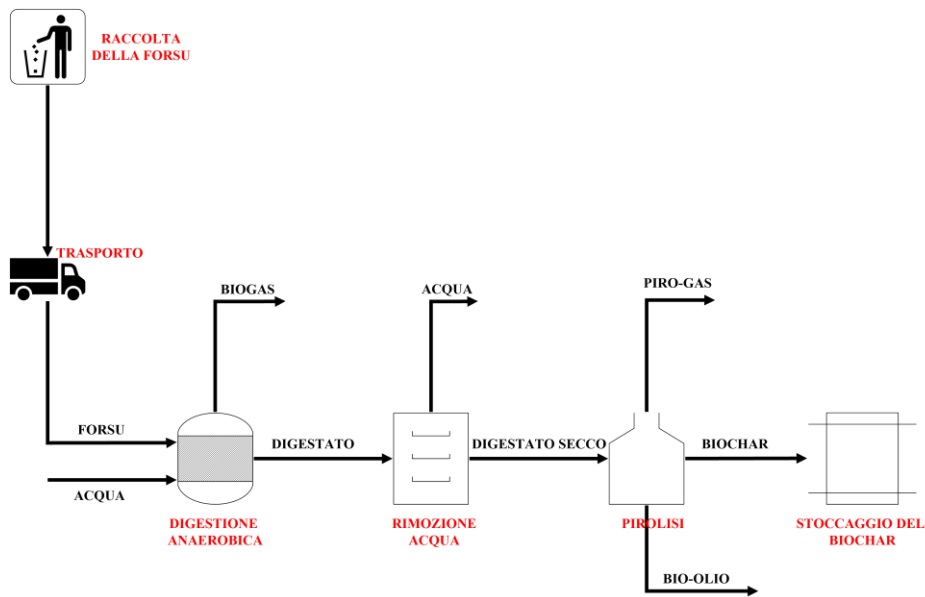 RACCOLTA
DELLA FORSU
TRASPORTO
BIOGAS
ACQUA
PIRO-GAS
FORSU
DIGESTATO
DIGESTATO SECCO
BIOCHAR
ACQUA
DIGESTIONE
ANAEROBICA
RIMOZIONE
ACQUA
PIROLISI
STOCCAGGIO DEL
BIOCHAR
BIO-OLIO